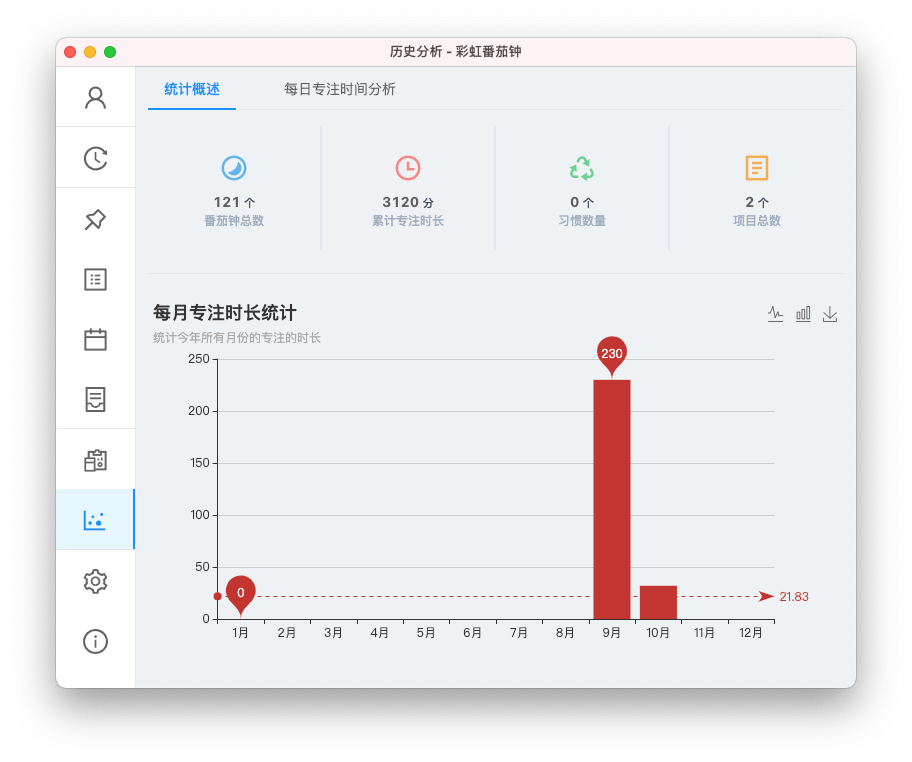 历史分析 - 彩虹番茄钟
统计概述
每日专注时间分析
121 个
番茄钟总数
3120 分
累计专注时长
0 个
习惯数量
2 个
项目总数
每月专注时长统计
统计今年所有月份的专注的时长
250
200
150
100
50
0
230
0
21.83
1月
2月
3月
4月
5月
6月
7月
8月
9月
10月
11月
12月